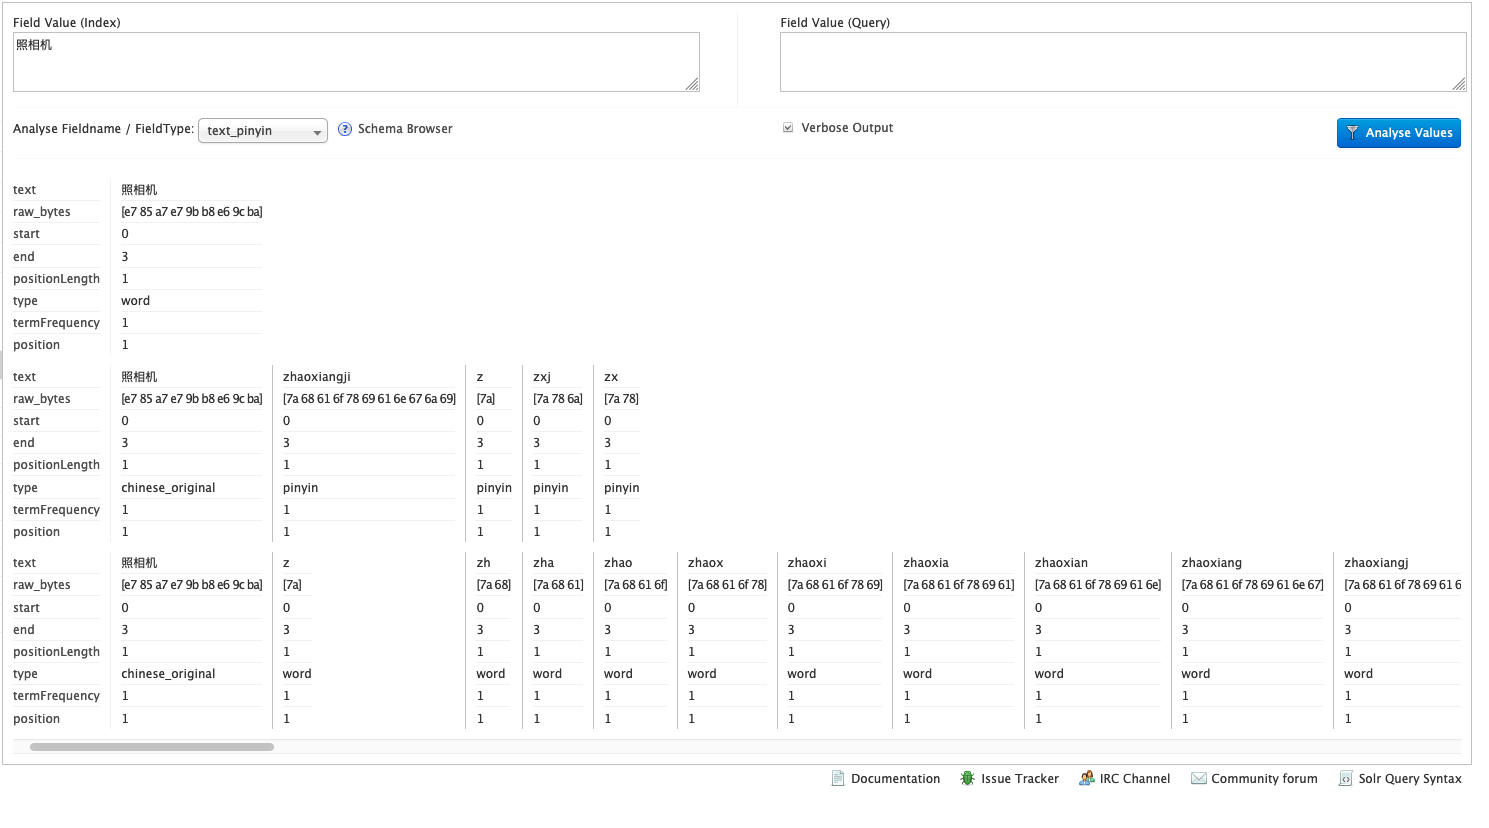 Field Value (Index) Field Value (Query)
照相机
Analyse Fieldname / FieldType: text_pinyin Schema Browser Verbose Output Analyse Values
text 照相机
raw_bytes [e7 85 a7 e7 9b b8 e6 9c ba]
start 0
end 3
positionLength 1
type word
termFrequency 1
position 1
text 照相机 zhaoxiangji z zxj zx
raw_bytes [e7 85 a7 e7 9b b8 e6 9c ba] [7a 68 61 6f 78 69 61 6e 67 6a 69] [7a] [7a 78 6a] [7a 78]
start 0 0 0 0 0
end 3 3 3 3 3
positionLength 1 1 1 1 1
type chinese_original pinyin pinyin pinyin pinyin
termFrequency 1 1 1 1 1
position 1 1 1 1 1
text 照相机 z zh zha zhao zhaox zhaoxi zhaoxia zhaoxian zhaoxiang zhaoxiangj
raw_bytes [e7 85 a7 e7 9b b8 e6 9c ba] [7a] [7a 68] [7a 68 61] [7a 68 61 6f] [7a 68 61 6f 78] [7a 68 61 6f 78 69] [7a 68 61 6f 78 69 61] [7a 68 61 6f 78 69 61 6e] [7a 68 61 6f 78 69 61 6e 67] [7a 68 61 6f 78 69 61 6
start 0 0 0 0 0 0 0 0 0 0 0
end 3 3 3 3 3 3 3 3 3 3 3
positionLength 1 1 1 1 1 1 1 1 1 1 1
type chinese_original word word word word word word word word word word
termFrequency 1 1 1 1 1 1 1 1 1 1 1
position 1 1 1 1 1 1 1 1 1 1 1
Documentation Issue Tracker IRC Channel Community forum Solr Query Syntax